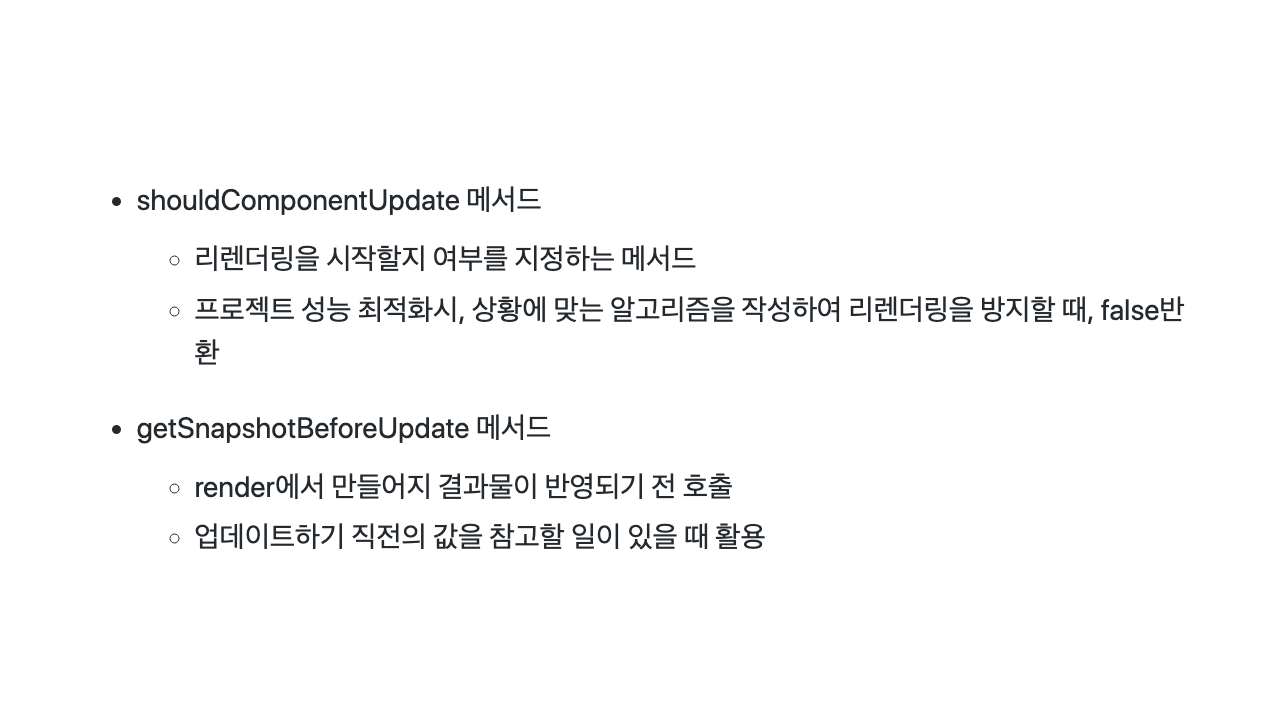 shouldComponentUpdate 메서드
리렌더링을 시작할지 여부를 지정하는 메서드
프로젝트 성능 최적화시, 상황에 맞는 알고리즘을 작성하여 리렌더링을 방지할 때, false반
환
getSnapshotBeforeUpdate 메서드
render에서 만들어지 결과물이 반영되기 전 호출
업데이트하기 직전의 값을 참고할 일이 있을 때 활용